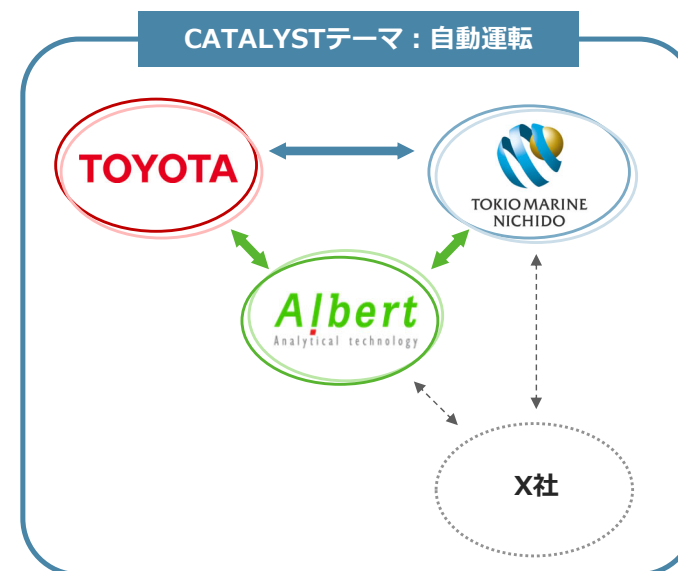 CATALYSTテーマ：自動運転
TOYOTA
TOKIO MARINE
NICHIDO
Albert
Analytical technology
X社